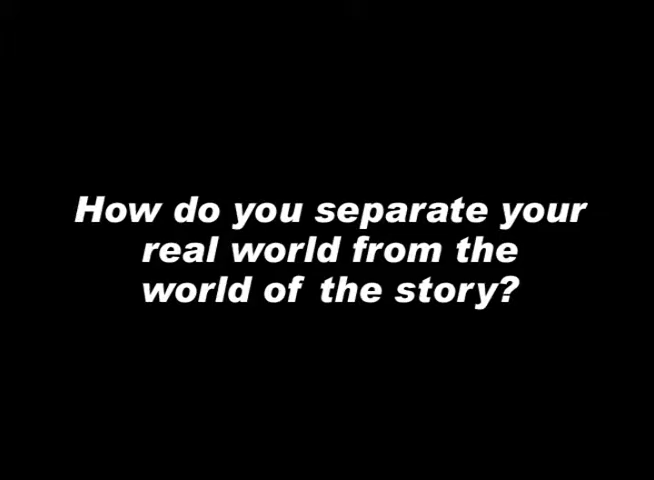 How do you separate your
real world from the
world of the story?